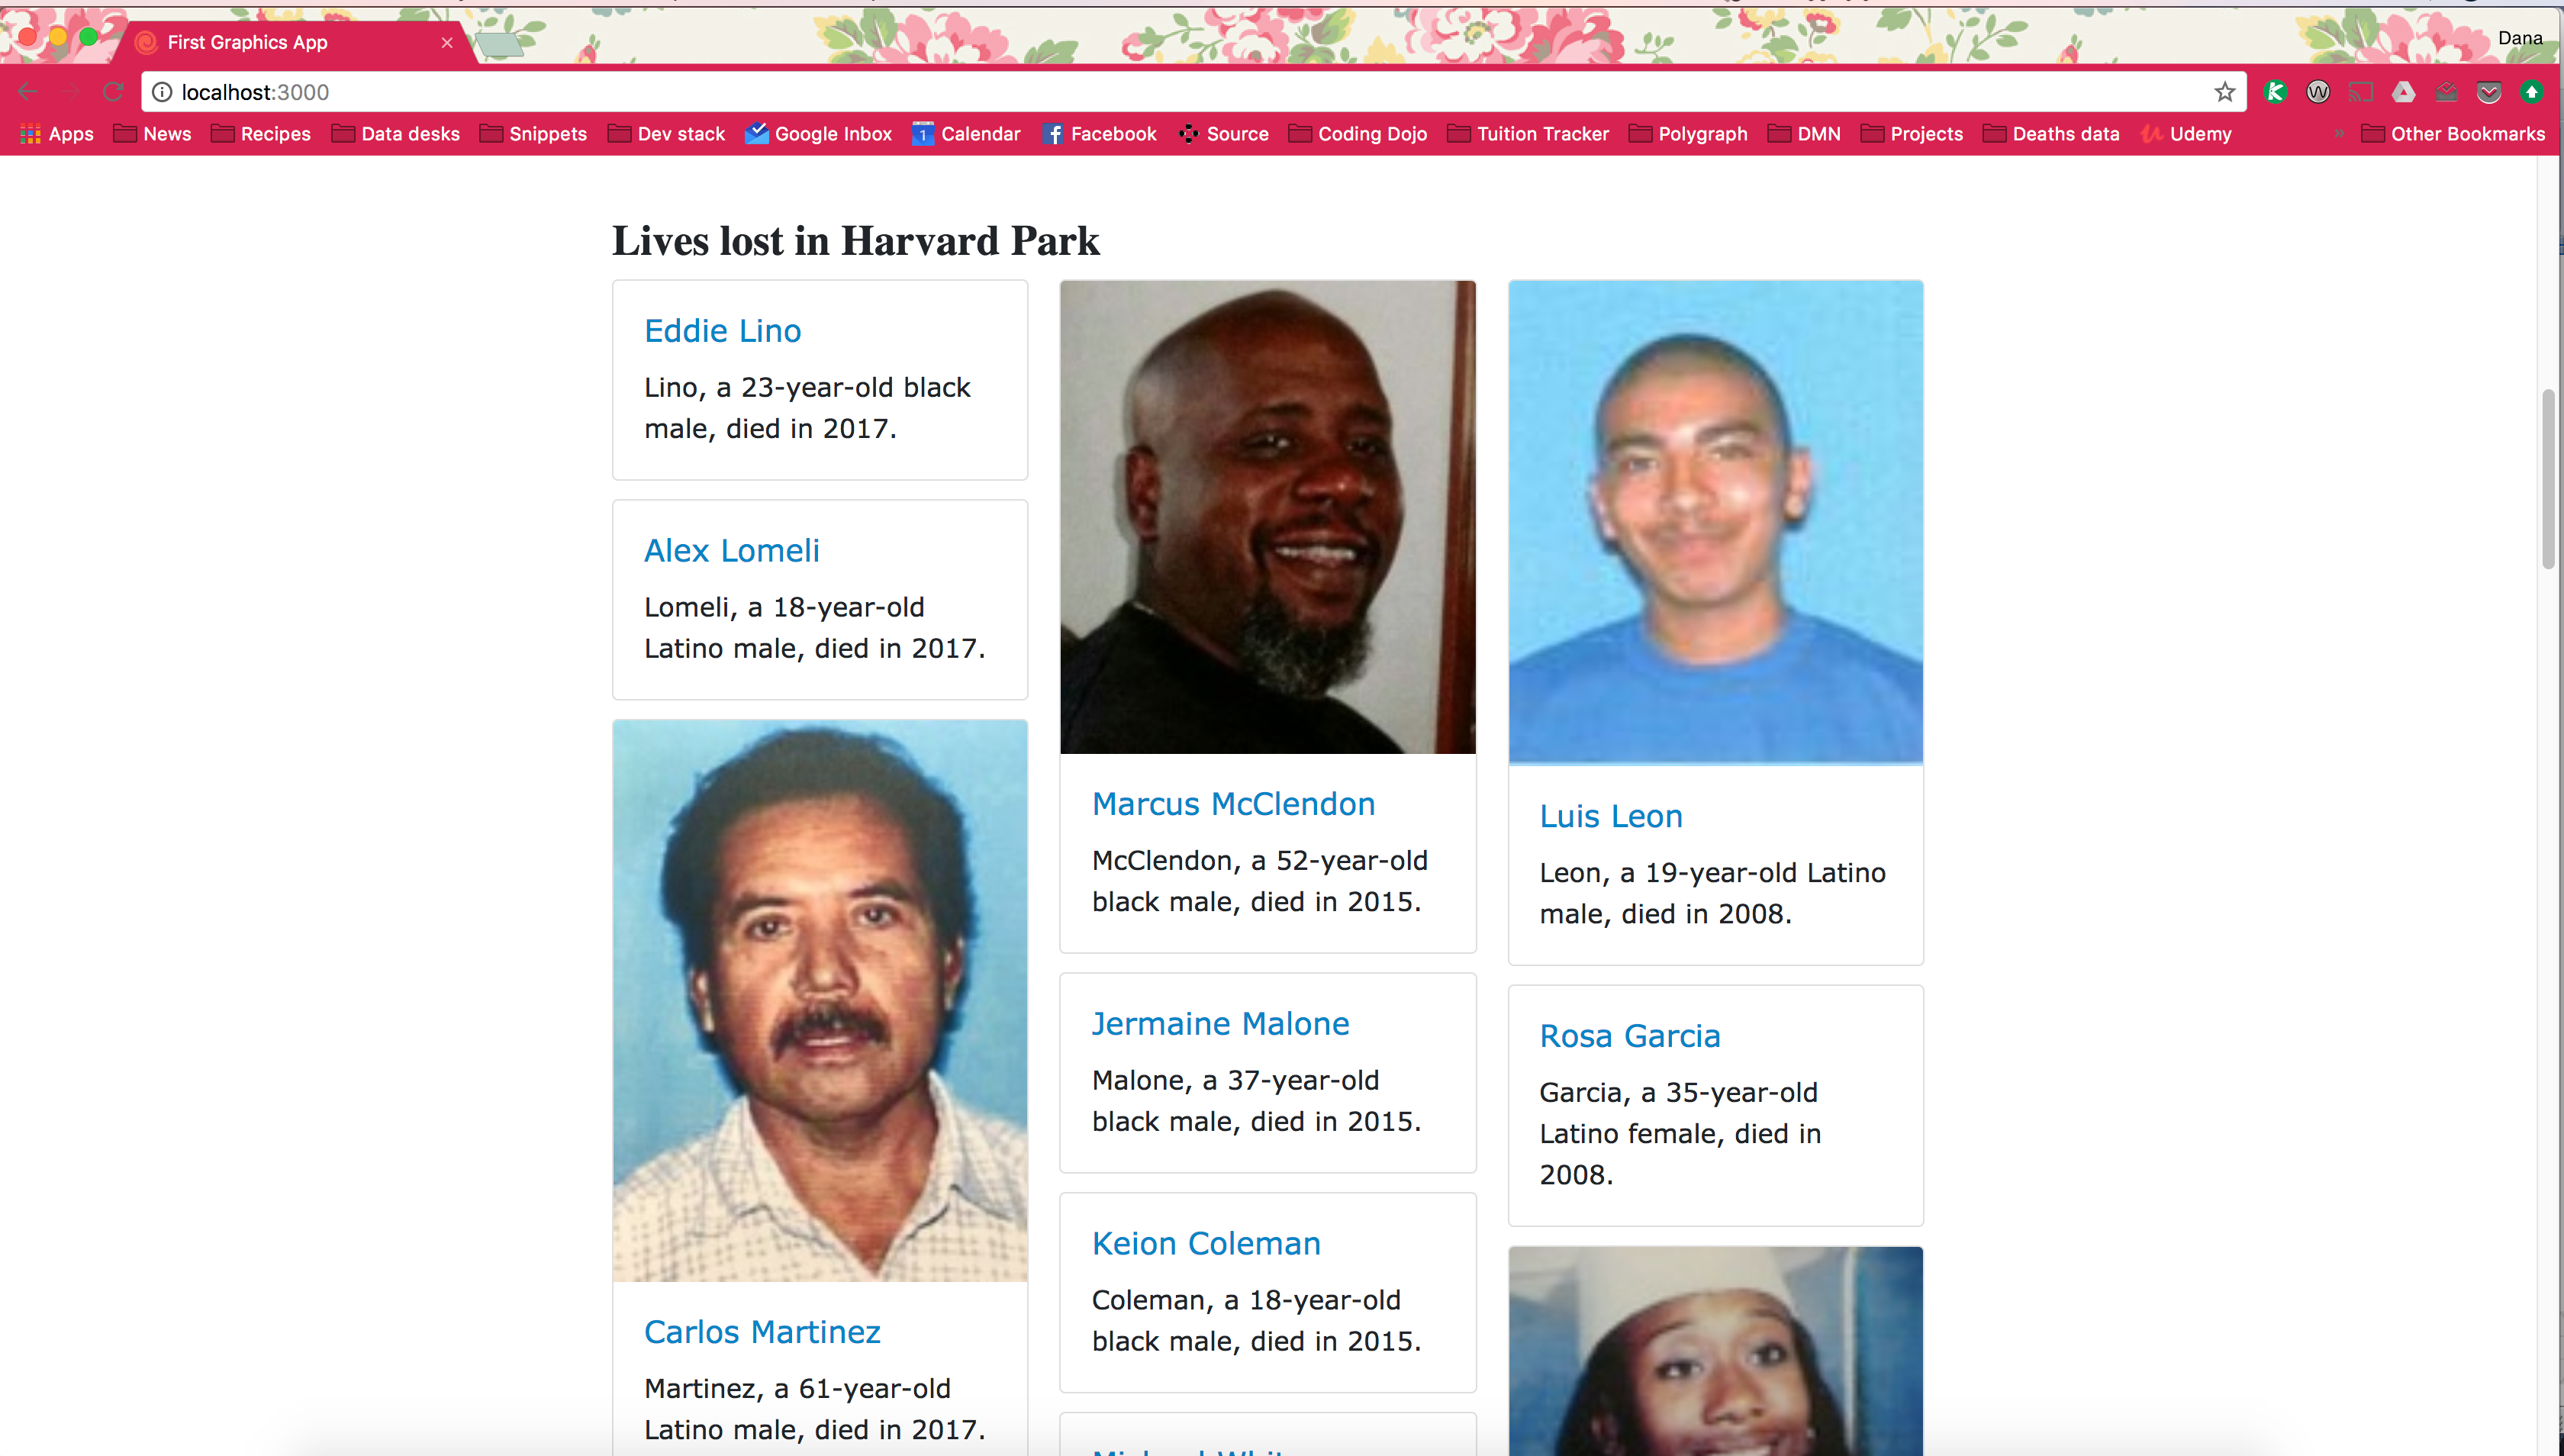 First Graphics App
Dana
localhost:3000
Apps News Recipes Data desks Snippets Dev stack Google Inbox 1 Calendar Facebook Source Coding Dojo Tuition Tracker Polygraph DMN Projects Deaths data Udemy » Other Bookmarks
Lives lost in Harvard Park
Eddie Lino
Lino, a 23-year-old black
male, died in 2017.
Alex Lomeli
Lomeli, a 18-year-old
Latino male, died in 2017.
Carlos Martinez
Martinez, a 61-year-old
Latino male, died in 2017.
Marcus McClendon
McClendon, a 52-year-old
black male, died in 2015.
Jermaine Malone
Malone, a 37-year-old
black male, died in 2015.
Keion Coleman
Coleman, a 18-year-old
black male, died in 2015.
Luis Leon
Leon, a 19-year-old Latino
male, died in 2008.
Rosa Garcia
Garcia, a 35-year-old
Latino female, died in
2008.